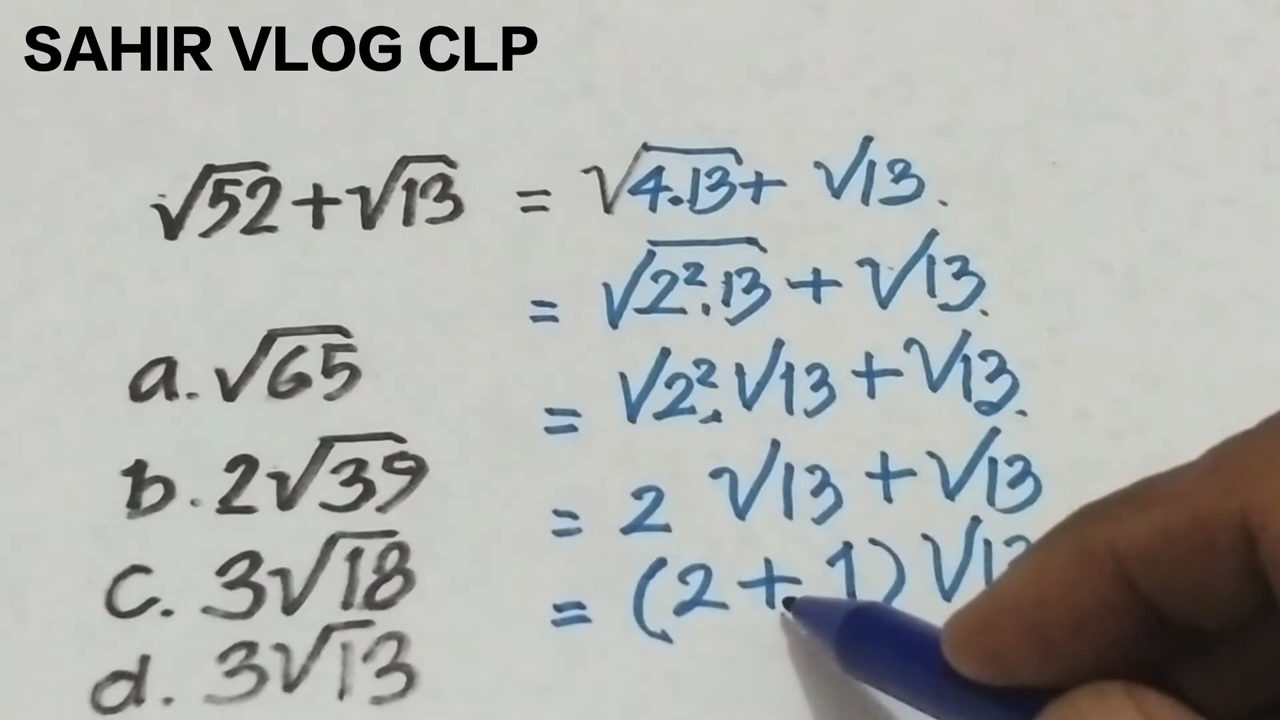 SAHIR VLOG CLP
√52 + √13 = √4.13 + √13.
= √2².13 + √13.
a. √65
= √2².√13 + √13.
b. 2√39
= 2 √13 + √13
c. 3√18
= (2 + 1)
d. 3√13